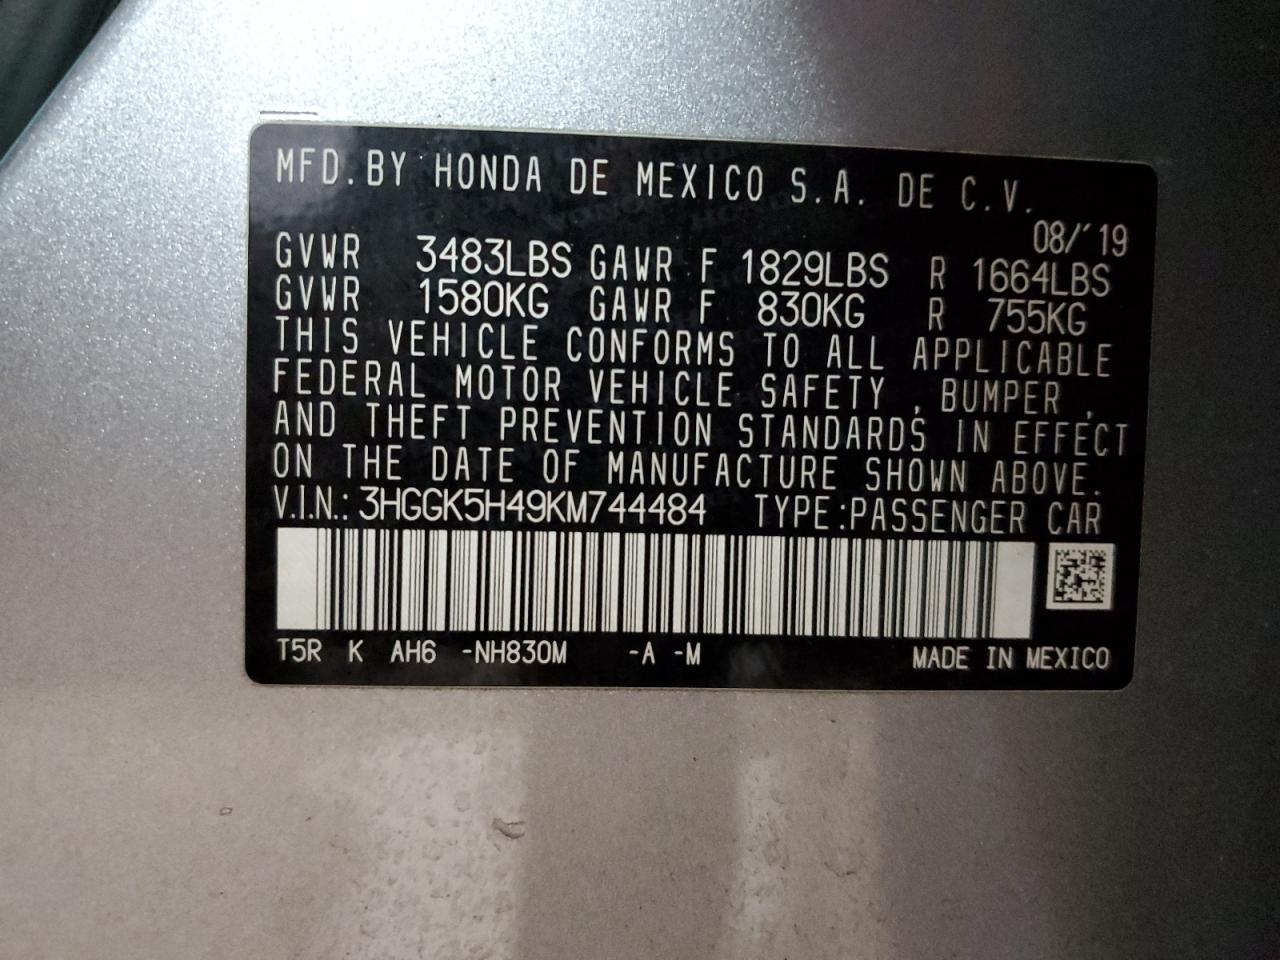 MFD.BY HONDA DE MEXICO S.A. DE C.V.
08/'19
GVWR 3483LBS GAWR F 1829LBS R 1664LBS
GVWR 1580KG GAWR F 830KG R 755KG
THIS VEHICLE CONFORMS TO ALL APPLICABLE
FEDERAL MOTOR VEHICLE SAFETY , BUMPER ,
AND THEFT PREVENTION STANDARDS IN EFFECT
ON THE DATE OF MANUFACTURE SHOWN ABOVE.
V.I.N.: 3HGGK5H49KM744484 TYPE:PASSENGER CAR
T5R K AH6 -NH830M -A -M MADE IN MEXICO